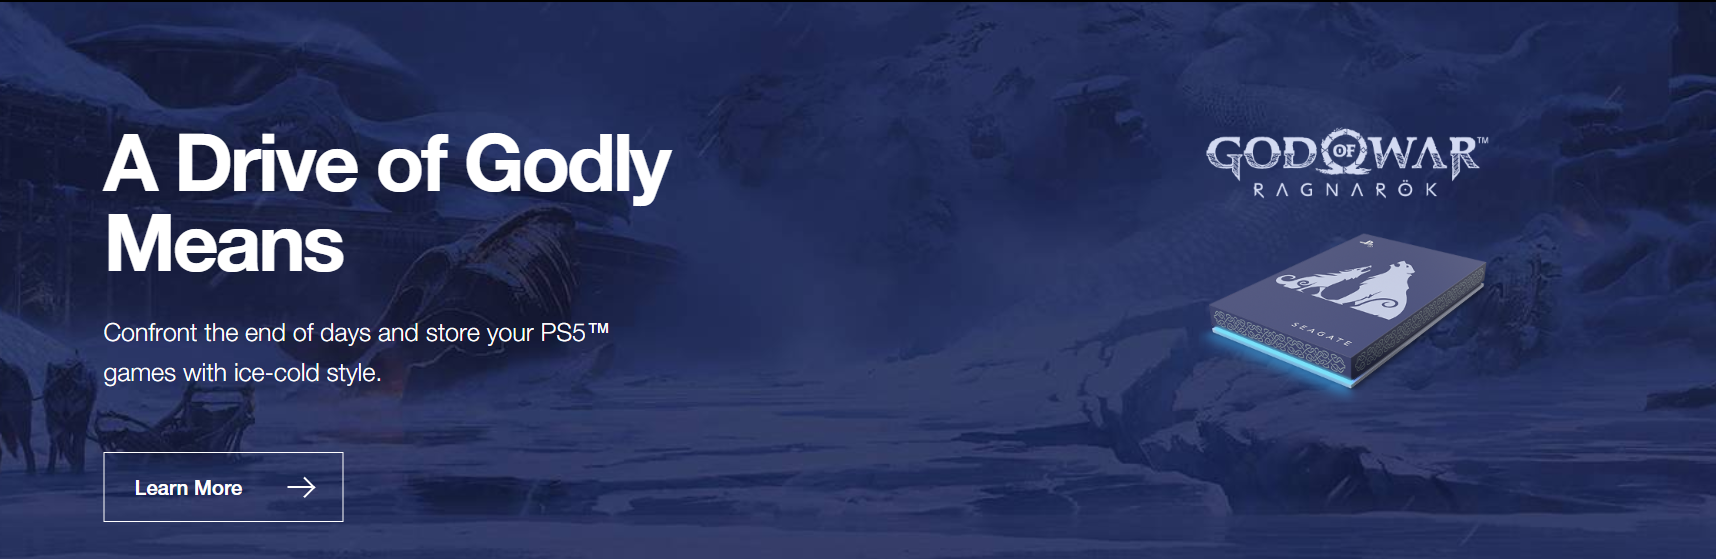 A Drive of Godly
Means
Confront the end of days and store your PS5™
games with ice-cold style.
Learn More
GOD OF WAR™
RAGNARÖK
SEAGATE